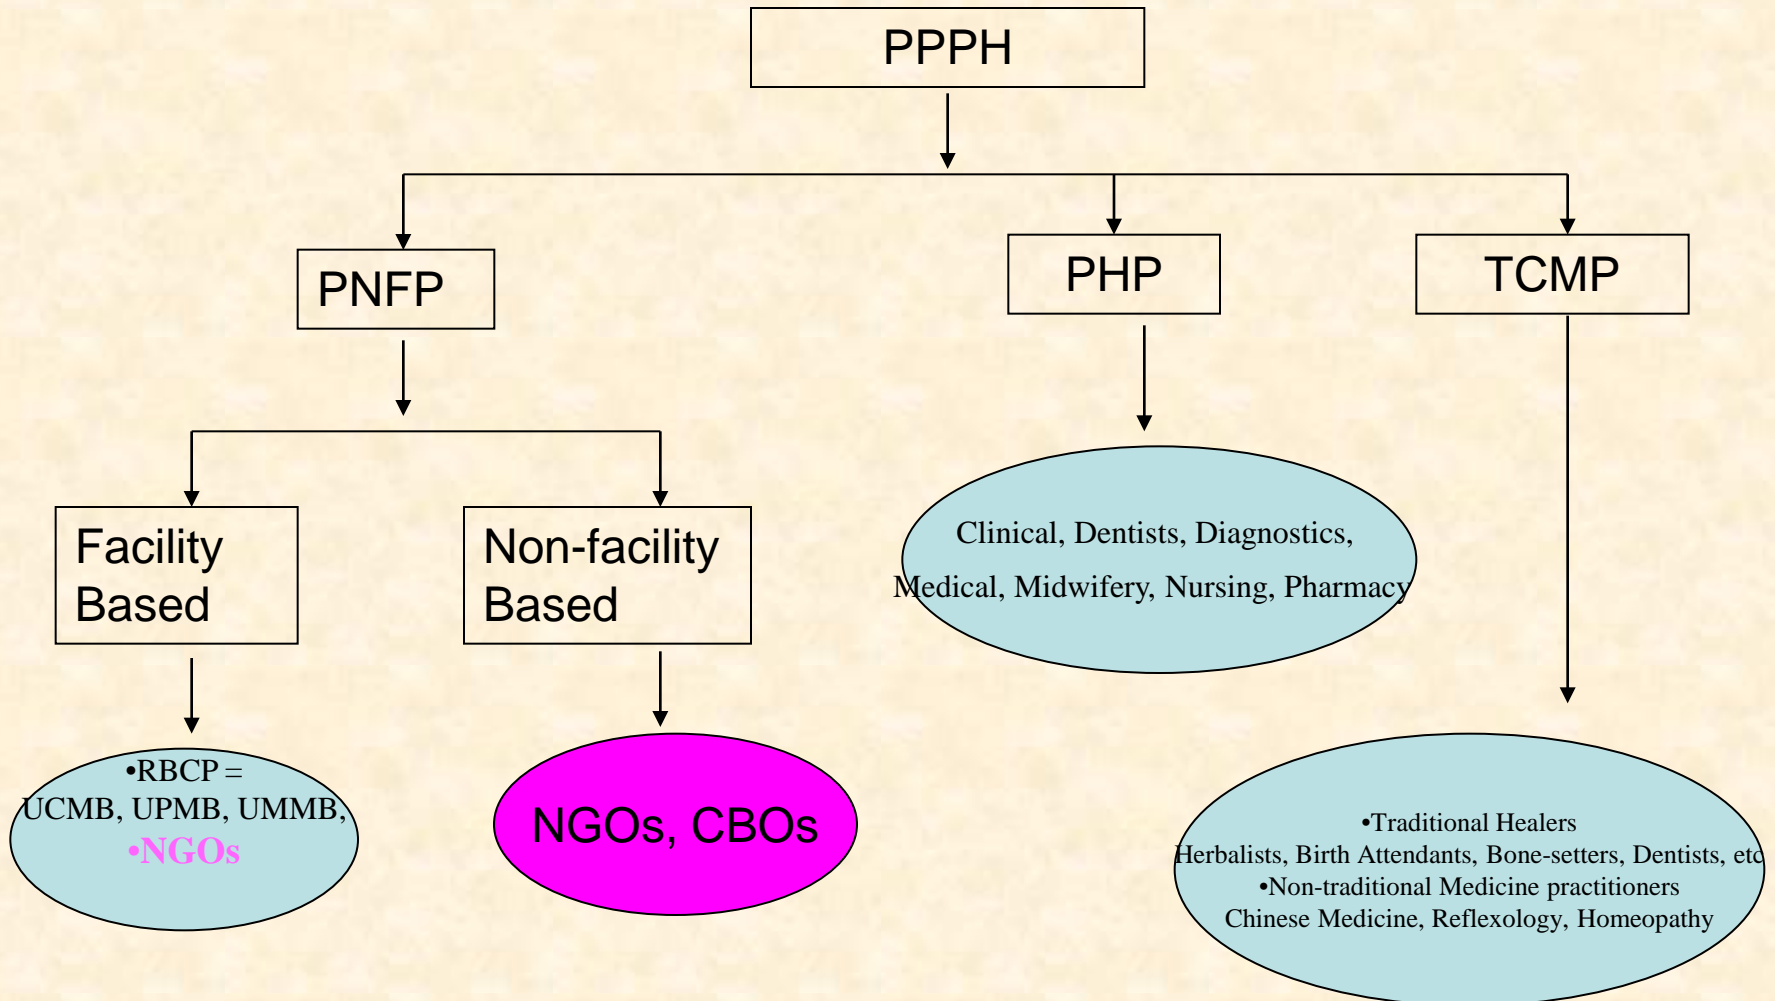 PPPH
PNFP
PHP
TCMP
Facility
Based
Non-facility
Based
Clinical, Dentists, Diagnostics,
Medical, Midwifery, Nursing, Pharmacy
•RBCP =
UCMB, UPMB, UMMB,
•NGOs
NGOs, CBOs
•Traditional Healers
Herbalists, Birth Attendants, Bone-setters, Dentists, etc
•Non-traditional Medicine practitioners
Chinese Medicine, Reflexology, Homeopathy